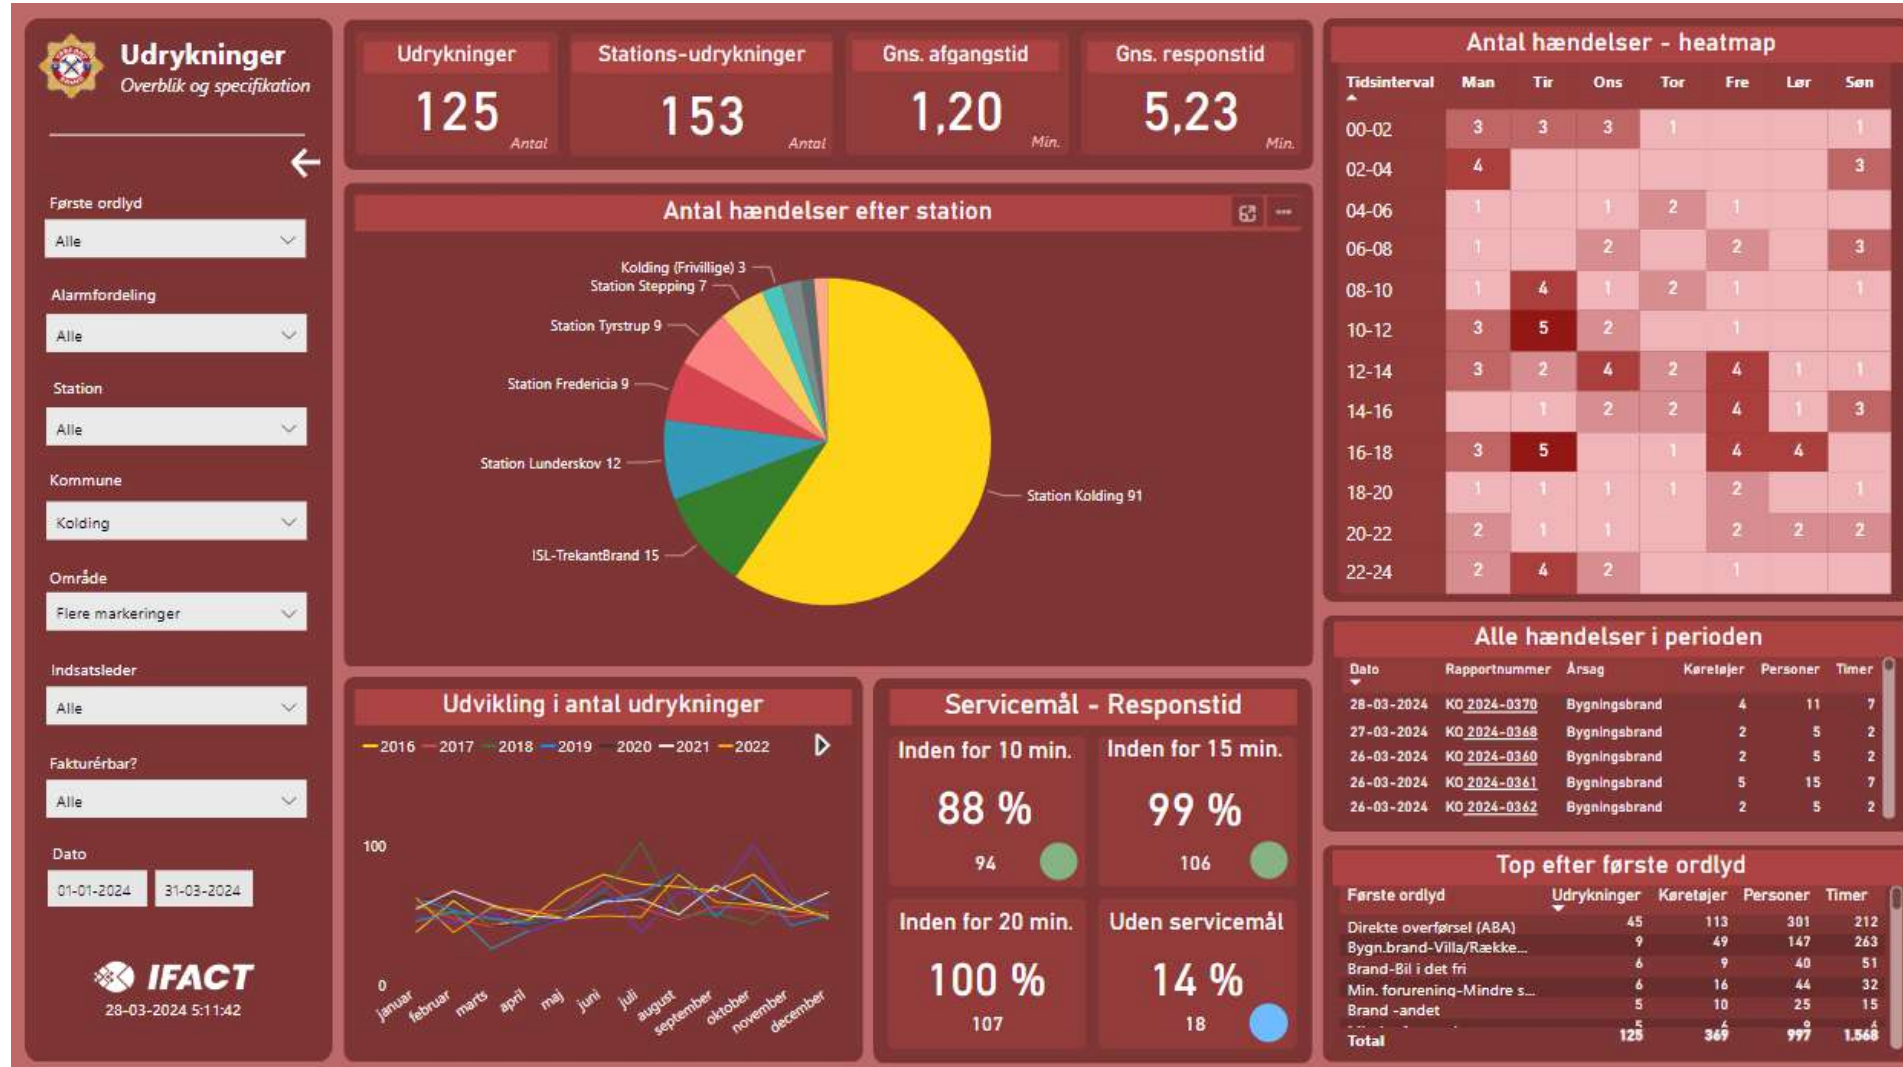 Udrykninger
Overblik og specifikation
Første ordlyd
Alle
Alarmfordeling
Alle
Station
Alle
Kommune
Kolding
Område
Flere markeringer
Indsatsleder
Alle
Fakturérbar?
Alle
Dato
01-01-2024 31-03-2024
IFACT
28-03-2024 5:11:42
Udrykninger
125
Antal
Stations-udrykninger
153
Antal
Gns. afgangstid
1,20
Min.
Gns. responstid
5,23
Min.
Antal hændelser efter station
Kolding (Frivillige) 3
Station Stepping 7
Station Tyrstrup 9
Station Fredericia 9
Station Lunderskov 12
ISL-TrekantBrand 15
Station Kolding 91
Udvikling i antal udrykninger
2016 2017 2018 2019 2020 2021 2022
100
0
januar februar marts april maj juni juli august september oktober november december
Servicemål - Responstid
Inden for 10 min.
88 %
94
Inden for 15 min.
99 %
106
Inden for 20 min.
100 %
107
Uden servicemål
14 %
18
Antal hændelser - heatmap
Tidsinterval Man Tir Ons Tor Fre Lør Søn
00-02 3 3 3 1 1
02-04 4 3
04-06 1 1 2 1
06-08 1 2 2 3
08-10 1 4 1 2 1 1
10-12 3 5 2 1
12-14 3 2 4 2 4 1 1
14-16 1 2 2 4 1 3
16-18 3 5 1 4 4
18-20 1 1 1 1 2 1
20-22 2 1 1 2 2 2
22-24 2 4 2 1
Alle hændelser i perioden
Dato Rapportnummer Årsag Køretøjer Personer Timer
28-03-2024 KO 2024-0370 Bygningsbrand 4 11 7
27-03-2024 KO 2024-0368 Bygningsbrand 2 5 2
26-03-2024 KO 2024-0360 Bygningsbrand 2 5 2
26-03-2024 KO 2024-0361 Bygningsbrand 5 15 7
26-03-2024 KO 2024-0362 Bygningsbrand 2 5 2
Top efter første ordlyd
Første ordlyd Udrykninger Køretøjer Personer Timer
Direkte overførsel (ABA) 45 113 301 212
Bygn.brand-Villa/Række... 9 49 147 263
Brand-Bil i det fri 6 9 40 51
Min. forurening-Mindre s... 6 16 44 32
Brand -andet 5 10 25 15
Total 125 369 997 1.568